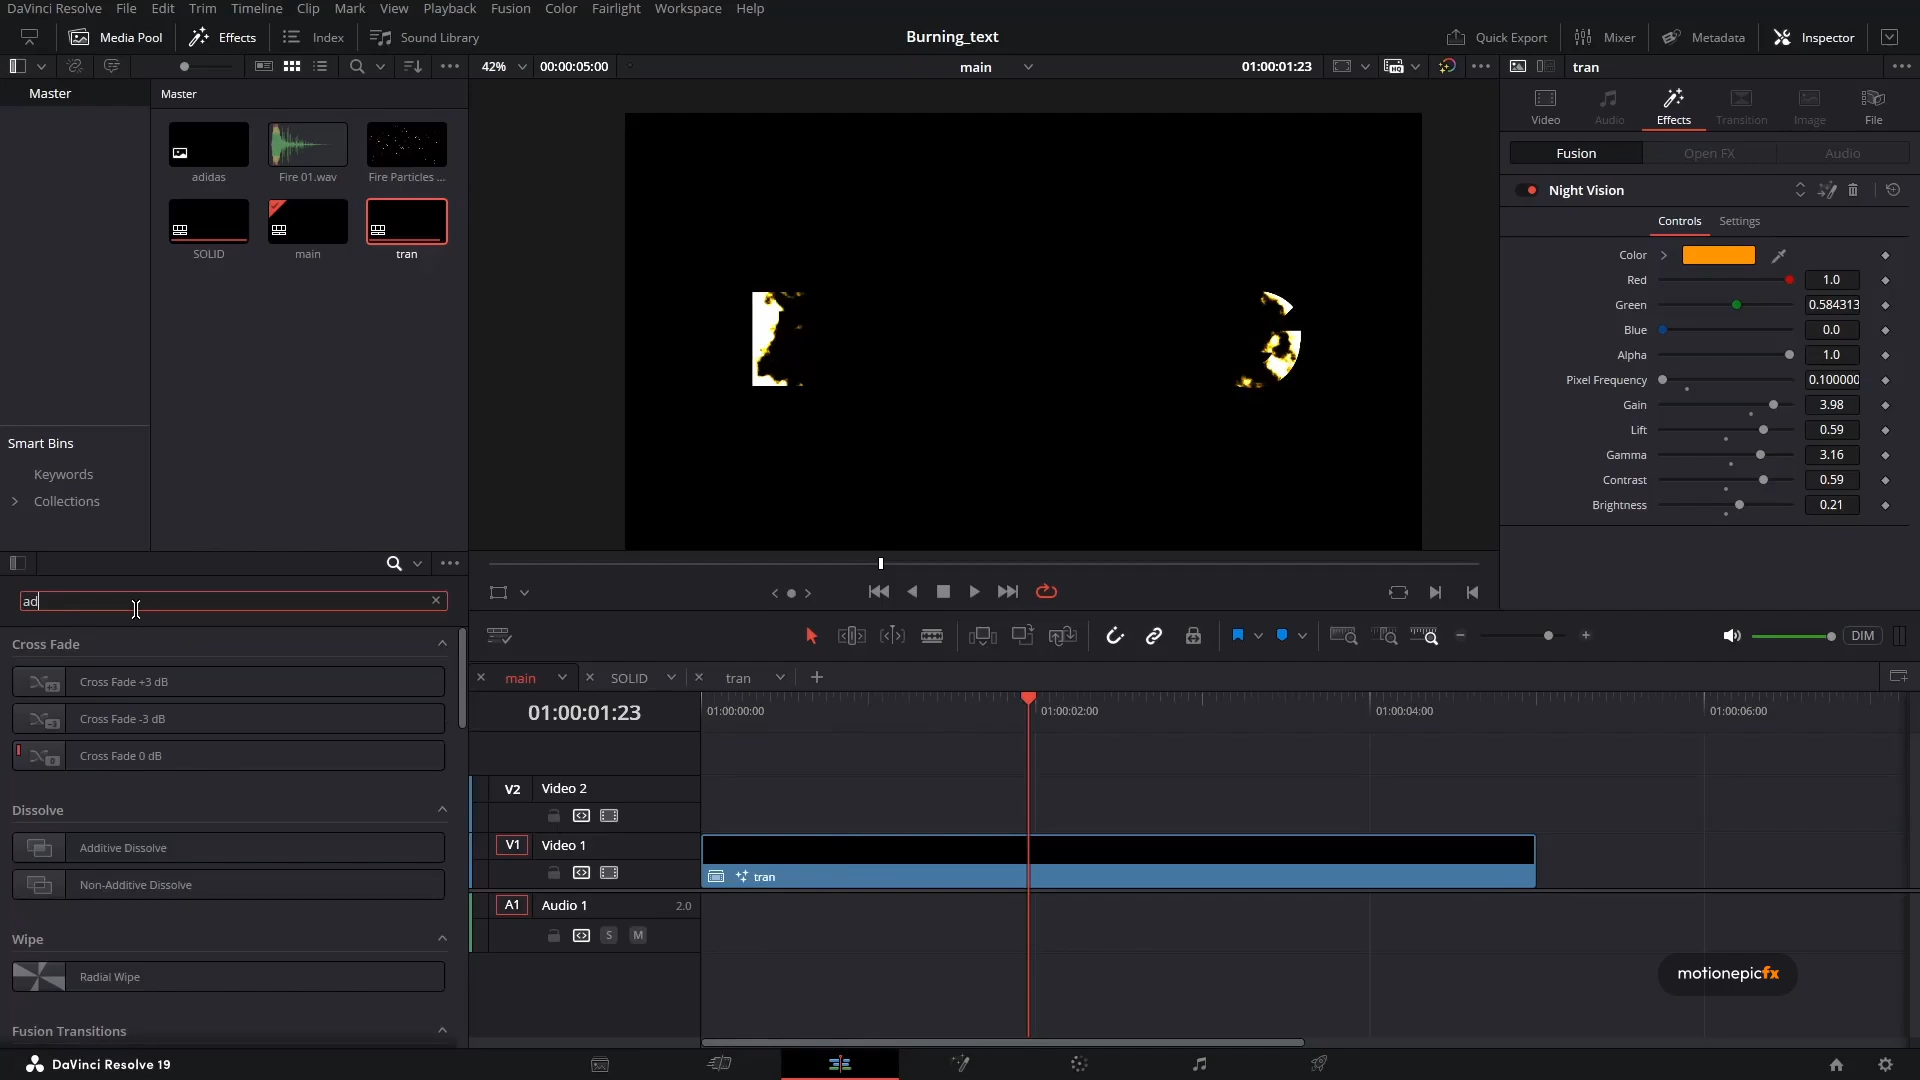 DaVinci Resolve File Edit Trim Timeline Clip Mark View Playback Fusion Color Fairlight Workspace Help
Media Pool Effects Index Sound Library Burning_text Quick Export Mixer Metadata Inspector
42% 00:00:05:00 main 01:00:01:23 tran
Master Master
adidas Fire 01.wav Fire Particles ...
SOLID main tran
Smart Bins
Keywords
Collections
Video Audio Effects Transition Image File
Fusion Open FX Audio
Night Vision
Controls Settings
Color
Red 1.0
Green 0.584313
Blue 0.0
Alpha 1.0
Pixel Frequency 0.100000
Gain 3.98
Lift 0.59
Gamma 3.16
Contrast 0.59
Brightness 0.21
ad
Cross Fade
Cross Fade +3 dB
Cross Fade -3 dB
Cross Fade 0 dB
Dissolve
Additive Dissolve
Non-Additive Dissolve
Wipe
Radial Wipe
Fusion Transitions
DIM
main SOLID tran
01:00:01:23 01:00:00:00 01:00:02:00 01:00:04:00 01:00:06:00
V2 Video 2
V1 Video 1
tran
A1 Audio 1 2.0
S M
motionepicfx
DaVinci Resolve 19